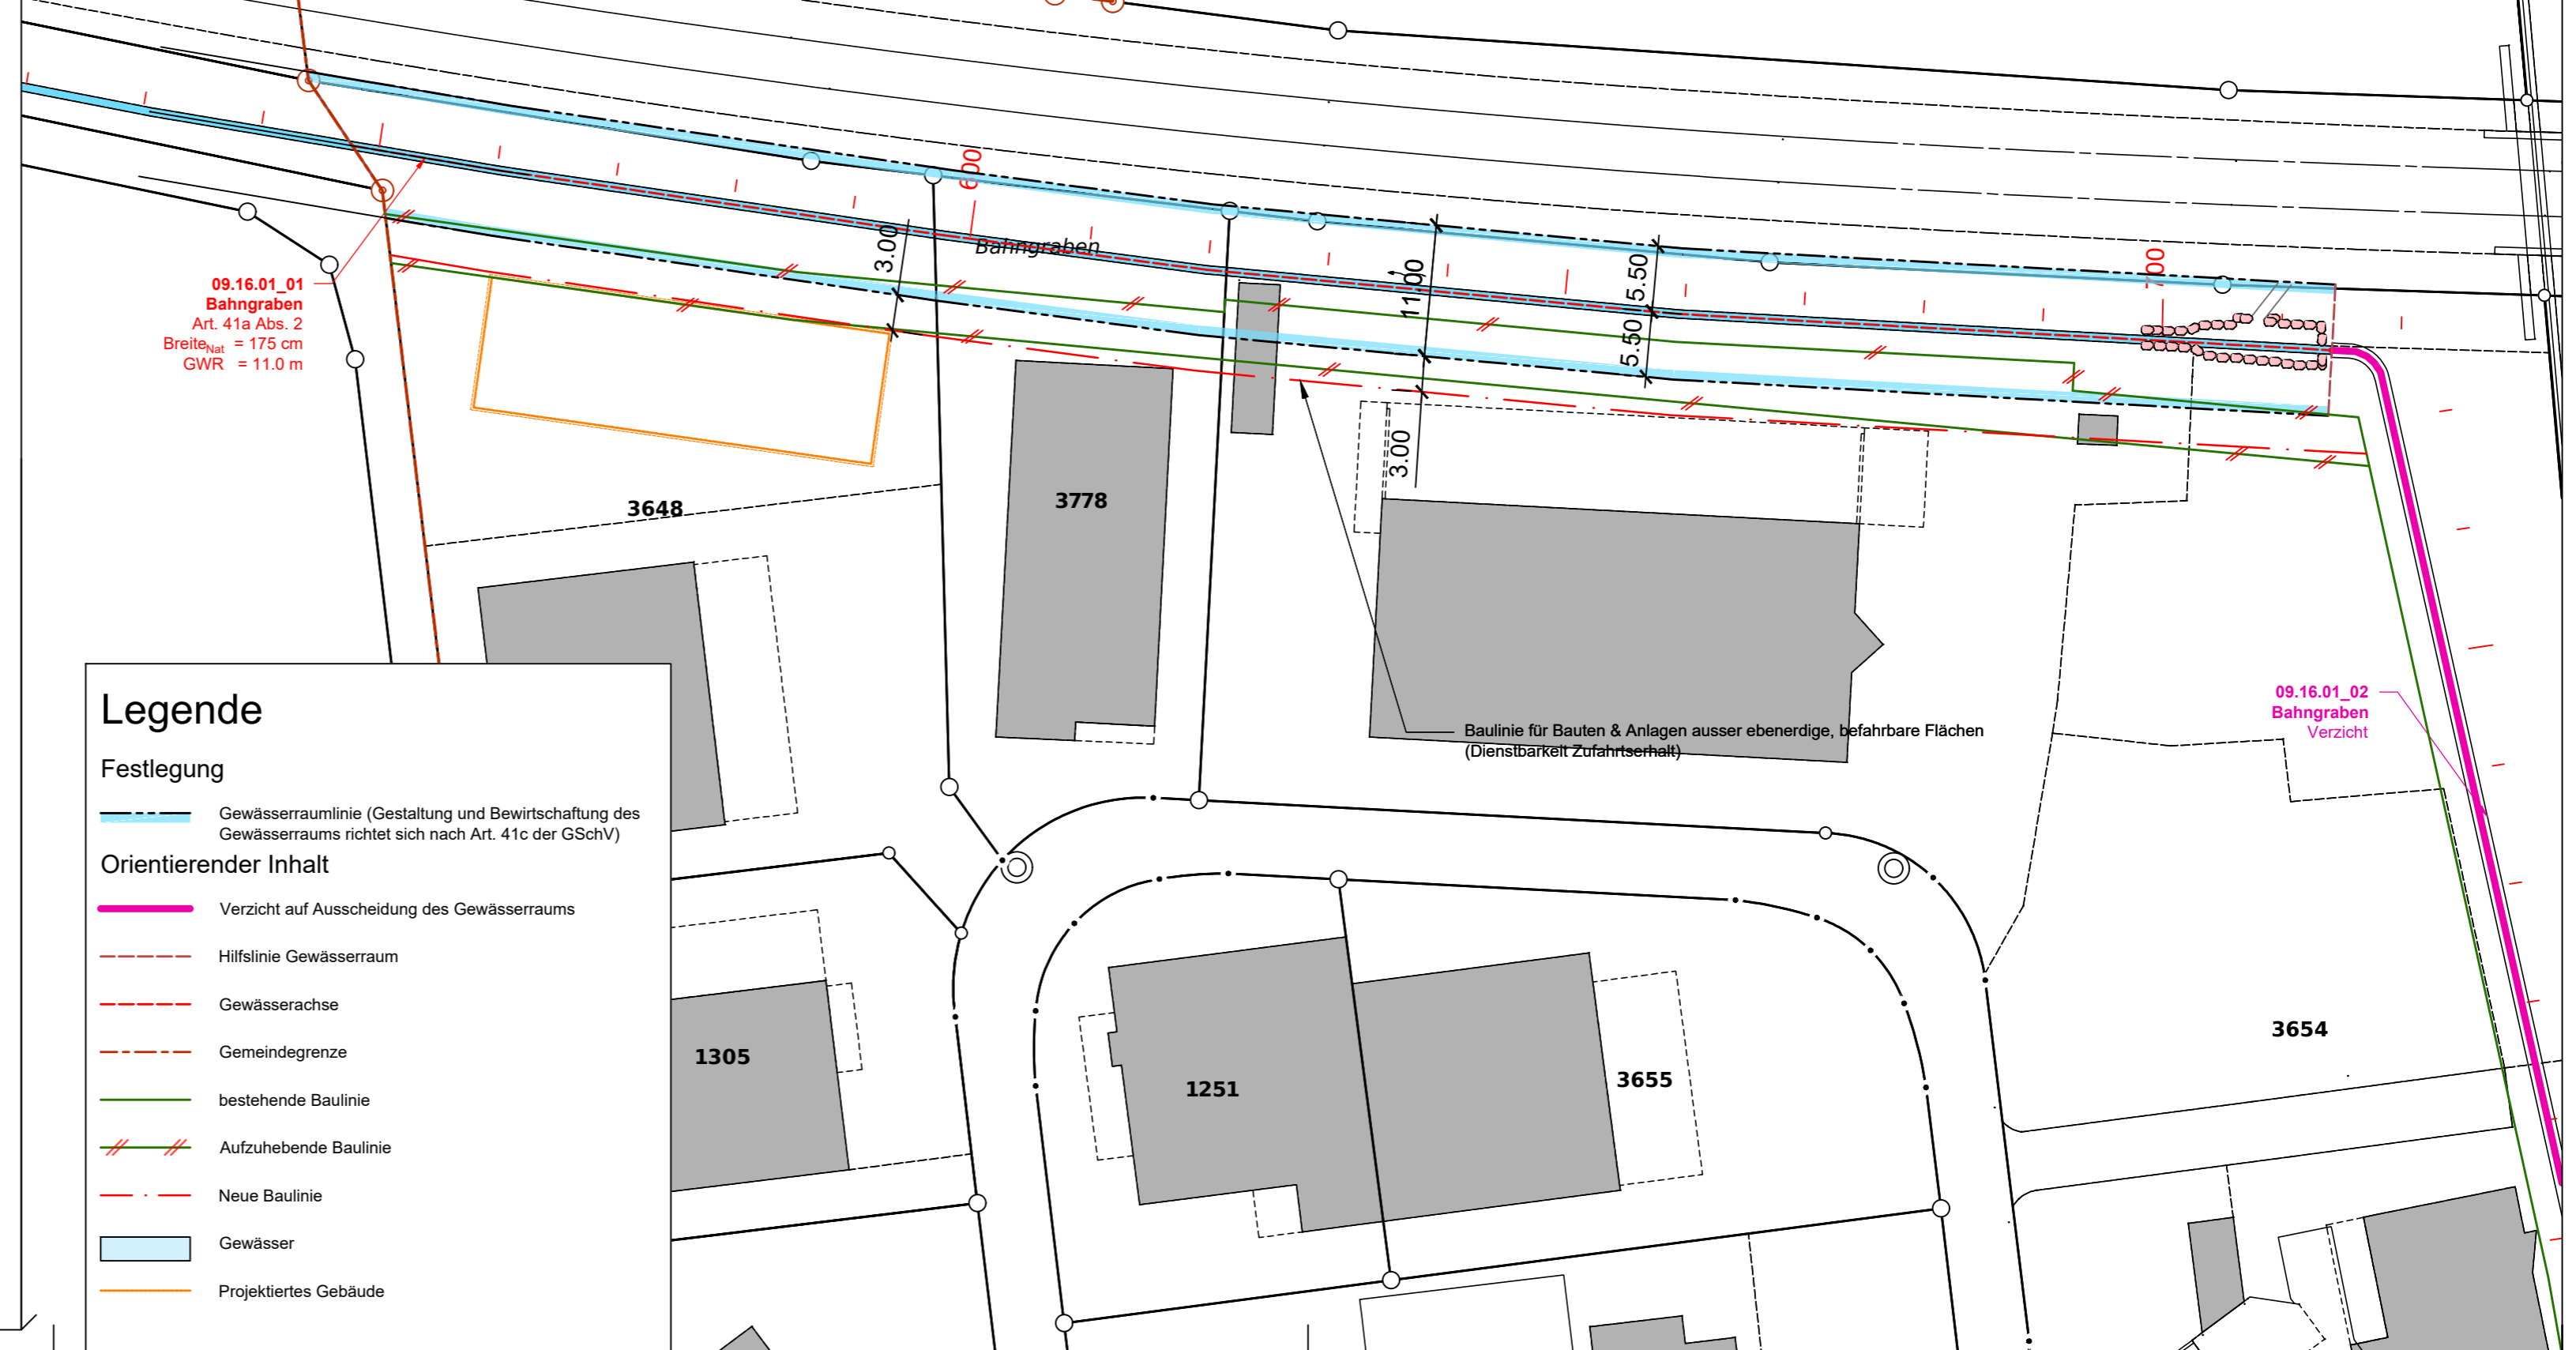 600
Bahngraben
3.00
11.00
5.50
5.50
700
3.00
09.16.01_01
Bahngraben
Art. 41a Abs. 2
BreiteNat = 175 cm
GWR = 11.0 m
3648
3778
Baulinie für Bauten & Anlagen ausser ebenerdige, befahrbare Flächen
(Dienstbarkeit Zufahrtserhalt)
09.16.01_02
Bahngraben
Verzicht
3654
1305
1251
3655
Legende
Festlegung
Gewässerraumlinie (Gestaltung und Bewirtschaftung des
Gewässerraums richtet sich nach Art. 41c der GSchV)
Orientierender Inhalt
Verzicht auf Ausscheidung des Gewässerraums
Hilfslinie Gewässerraum
Gewässerachse
Gemeindegrenze
bestehende Baulinie
Aufzuhebende Baulinie
Neue Baulinie
Gewässer
Projektiertes Gebäude